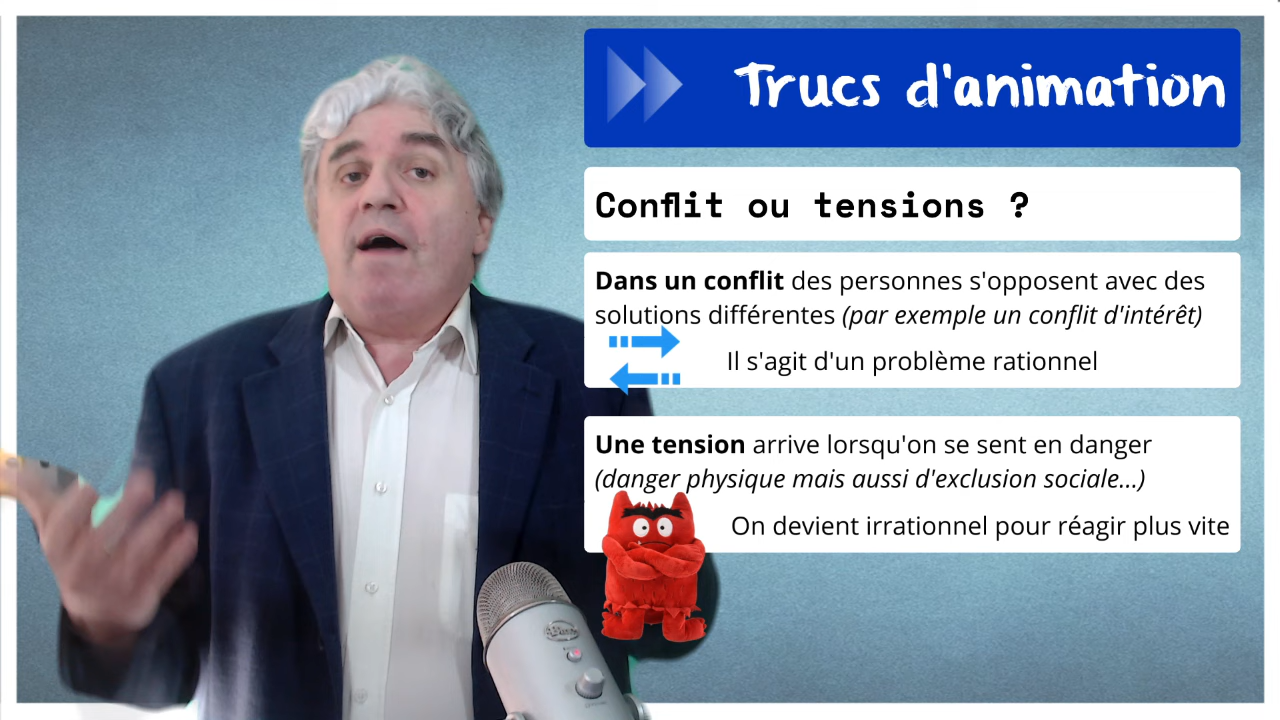 Trucs d'animation
Conflit ou tensions ?
Dans un conflit des personnes s'opposent avec des
solutions différentes (par exemple un conflit d'intérêt)
Il s'agit d'un problème rationnel
Une tension arrive lorsqu'on se sent en danger
(danger physique mais aussi d'exclusion sociale...)
On devient irrationnel pour réagir plus vite